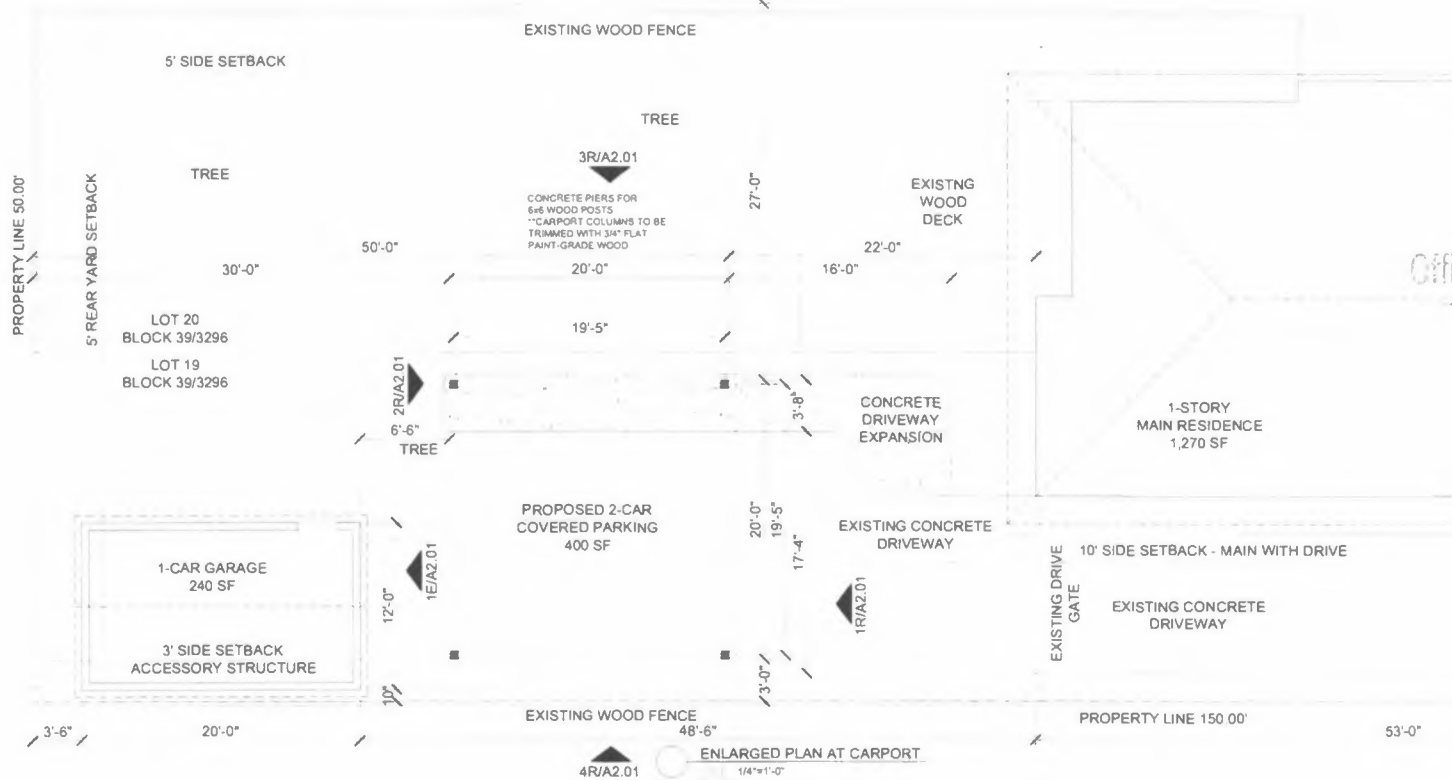 EXISTING WOOD FENCE
5' SIDE SETBACK
TREE
3R/A2.01
TREE
PROPERTY LINE 50.00'
5' REAR YARD SETBACK
CONCRETE PIERS FOR
6x6 WOOD POSTS
**CARPORT COLUMNS TO BE
TRIMMED WITH 3/4" FLAT
PAINT-GRADE WOOD
27'-0"
EXISTNG
WOOD
DECK
50'-0"
22'-0"
30'-0"
20'-0"
16'-0"
LOT 20
BLOCK 39/3296
19'-5"
LOT 19
BLOCK 39/3296
2R/A2.01
3'-8"
CONCRETE
DRIVEWAY
EXPANSION
1-STORY
MAIN RESIDENCE
1,270 SF
6'-6"
TREE
PROPOSED 2-CAR
COVERED PARKING
400 SF
20'-0"
19'-5"
17'-4"
EXISTING CONCRETE
DRIVEWAY
10' SIDE SETBACK - MAIN WITH DRIVE
1-CAR GARAGE
240 SF
1E/A2.01
12'-0"
1R/A2.01
EXISTING DRIVE
GATE
EXISTING CONCRETE
DRIVEWAY
3' SIDE SETBACK
ACCESSORY STRUCTURE
10"
3'-0"
EXISTING WOOD FENCE
PROPERTY LINE 150.00'
3'-6"
20'-0"
48'-6"
53'-0"
4R/A2.01
ENLARGED PLAN AT CARPORT
1/4"=1'-0"